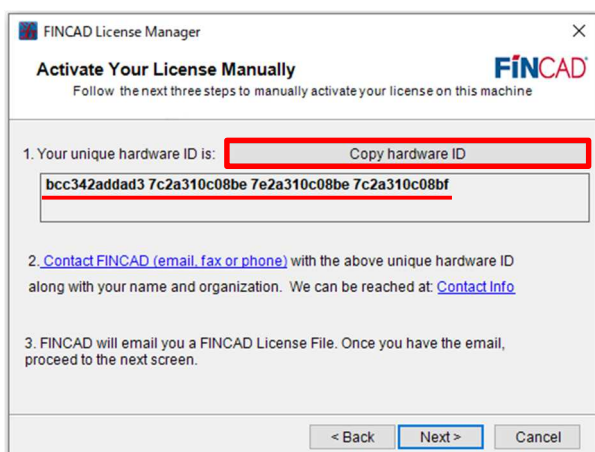 FINCAD License Manager
Activate Your License Manually
FINCAD
Follow the next three steps to manually activate your license on this machine
1. Your unique hardware ID is: Copy hardware ID
bcc342addad3 7c2a310c08be 7e2a310c08be 7c2a310c08bf
2. Contact FINCAD (email, fax or phone) with the above unique hardware ID
along with your name and organization. We can be reached at: Contact Info
3. FINCAD will email you a FINCAD License File. Once you have the email,
proceed to the next screen.
< Back Next > Cancel